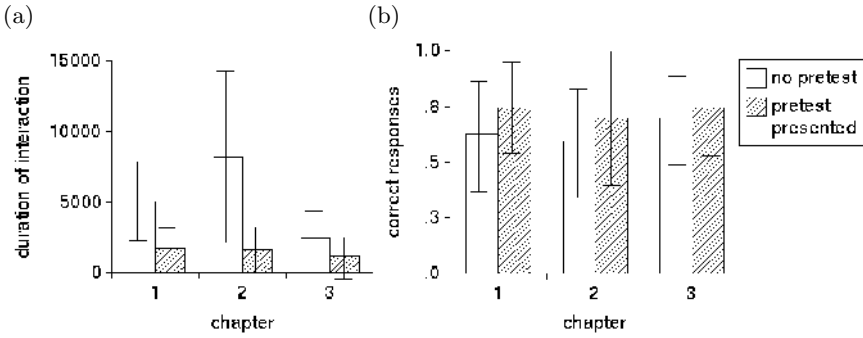 (a)
15000
10000
5000
0
duration of interaction
1 2 3
chapter
(b)
1.0
.8
.5
.3
.0
correct responses
1 2 3
chapter
no pretest
pretest
presented